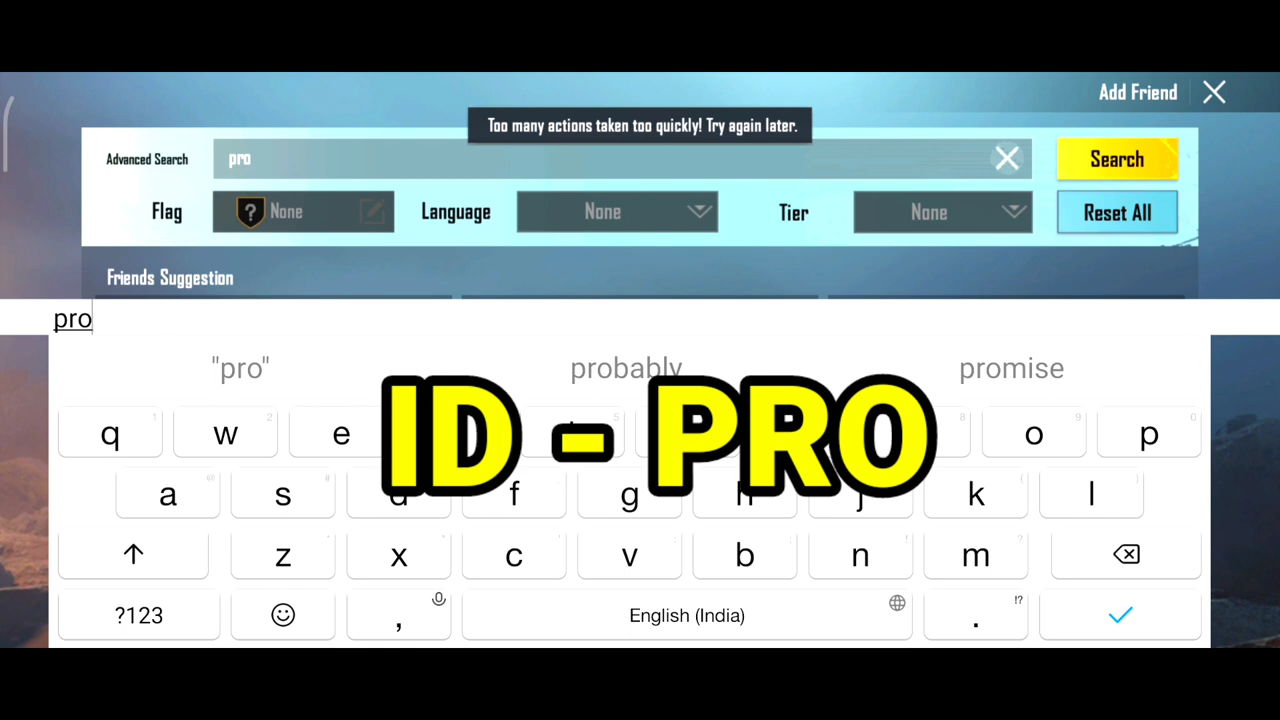 Add Friend
Too many actions taken too quickly! Try again later.
Advanced Search pro Search
Flag ? None Language None Tier None Reset All
Friends Suggestion
pro
"pro" probably promise
ID - PRO
q w e o p
a s d f g h j k l
z x c v b n m
?123 , English (India) . !?